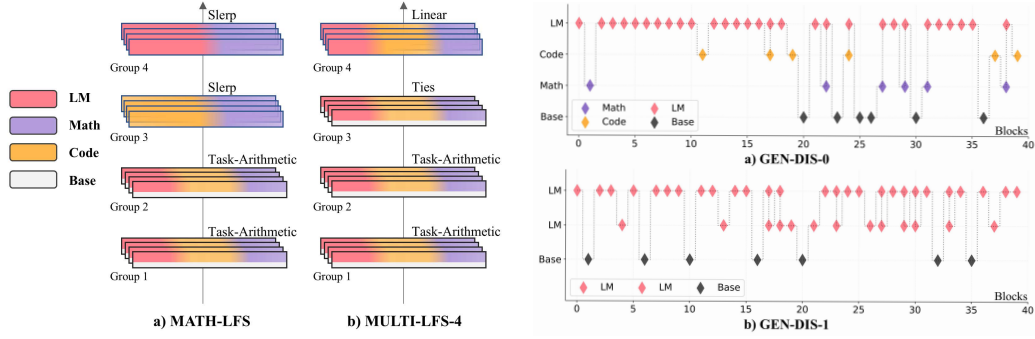 LM
Math
Code
Base
Slerp
Group 4
Slerp
Group 3
Task-Arithmetic
Group 2
Task-Arithmetic
Group 1
a) MATH-LFS
Linear
Group 4
Ties
Group 3
Task-Arithmetic
Group 2
Task-Arithmetic
Group 1
b) MULTI-LFS-4
LM
Code
Math
Base
Math LM
Code Base
0 5 10 15 20 25 30 35 40
Blocks
a) GEN-DIS-0
LM
LM
Base
LM LM Base
0 5 10 15 20 25 30 35 40
Blocks
b) GEN-DIS-1